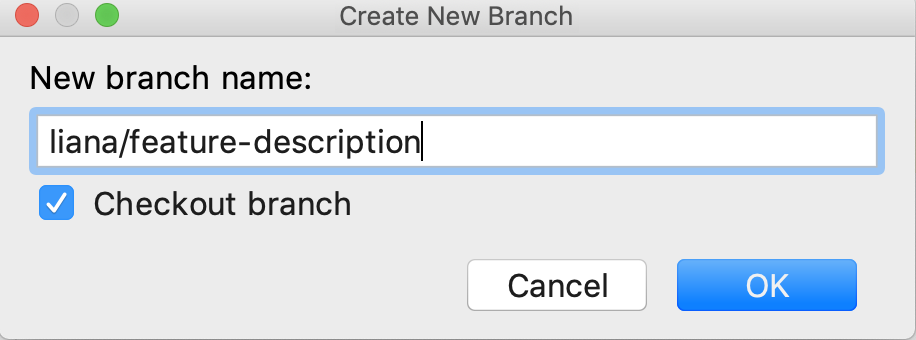 Create New Branch
New branch name:
liana/feature-description
Checkout branch
Cancel
OK